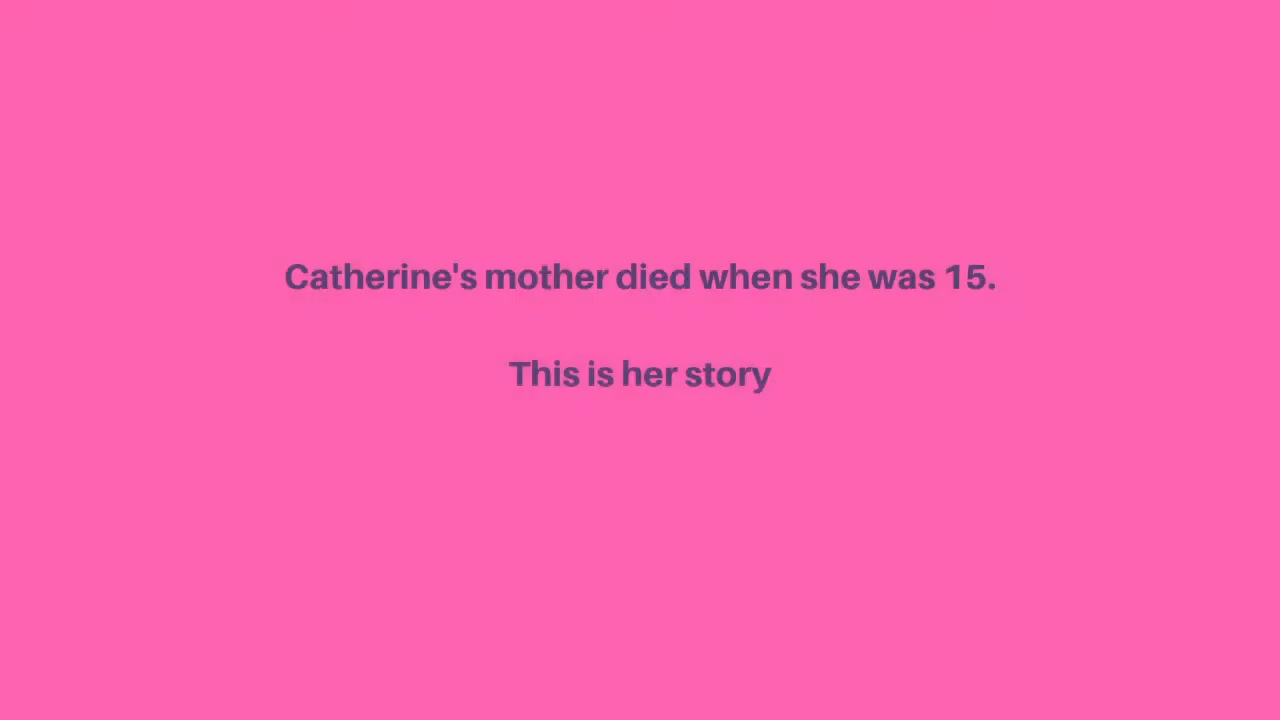 Catherine's mother died when she was 15.
This is her story